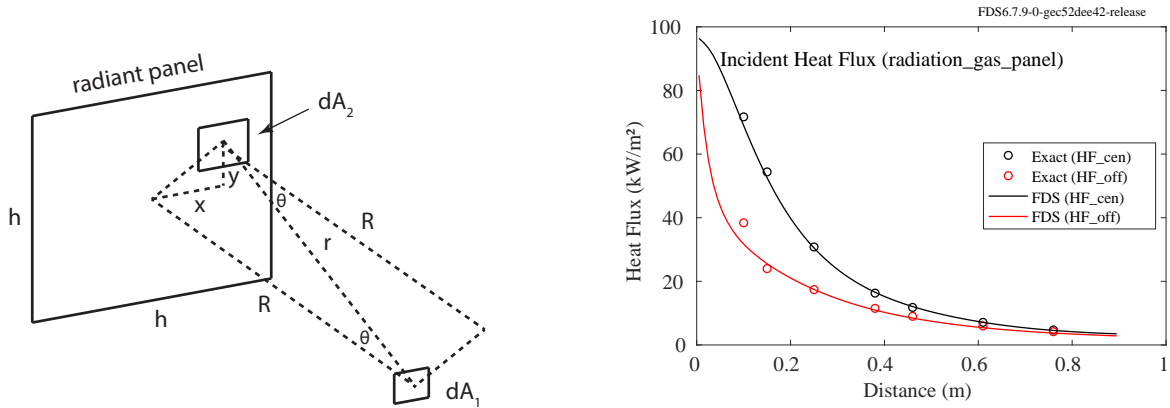 radiant panel
dA₂
y
x
θ
R
h
r
R
h
θ
dA₁
FDS6.7.9-0-gec52dee42-release
Incident Heat Flux (radiation_gas_panel)
Heat Flux (kW/m²)
100
80
60
40
20
0
Exact (HF_cen)
Exact (HF_off)
FDS (HF_cen)
FDS (HF_off)
0 0.2 0.4 0.6 0.8 1
Distance (m)